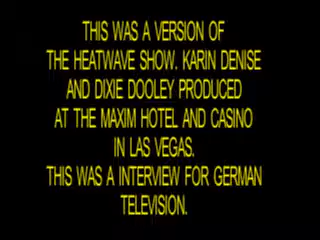 THIS WAS A VERSION OF
THE HEATWAVE SHOW. KARIN DENISE
AND DIXIE DOOLEY PRODUCED
AT THE MAXIM HOTEL AND CASINO
IN LAS VEGAS.
THIS WAS A INTERVIEW FOR GERMAN
TELEVISION.